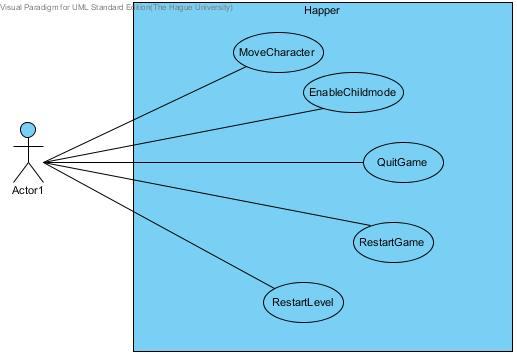 Visual Paradigm for UML Standard Edition(The Hague University)
Happer
MoveCharacter
EnableChildmode
QuitGame
Actor1
RestartGame
RestartLevel